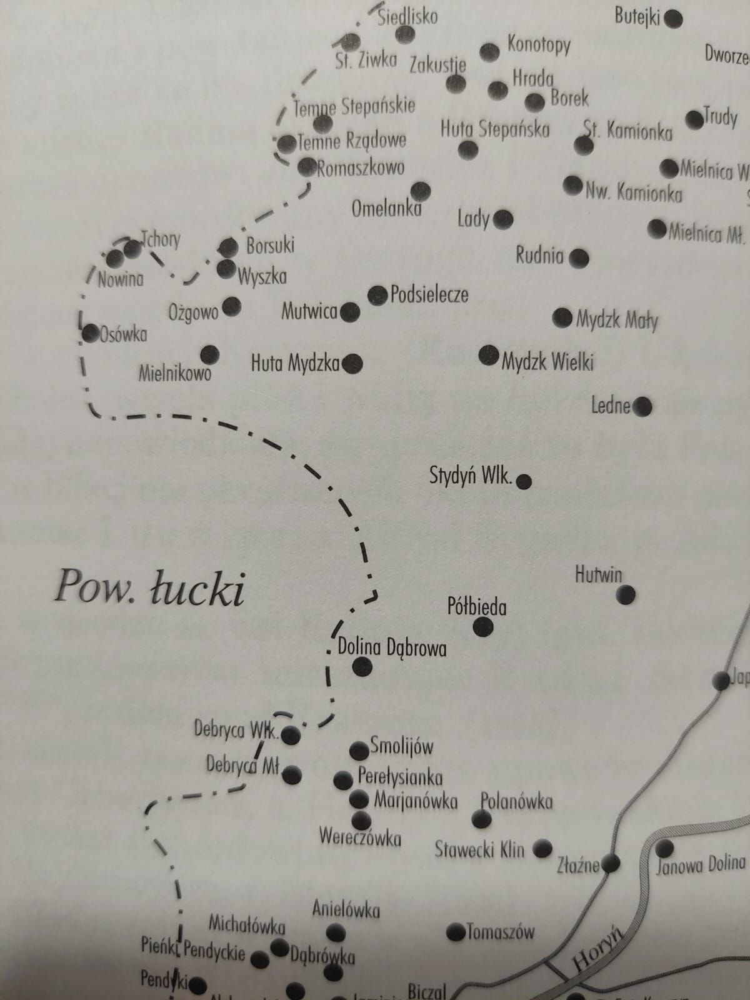 Siedlisko
Butejki
St. Ziwka
Zakustje
Konotopy
Hrada
Borek
Temne Stepańskie
Huta Stepańska
St. Kamionka
Trudy
Temne Rządowe
Romaszkowo
Mielnica W
Nw. Kamionka
Omelanka
Lady
Mielnica Mł.
Tchory
Borsuki
Rudnia
Nowina
Wyszka
Podsielecze
Ożgowo
Mutwica
Mydzk Mały
Osówka
Mielnikowo
Huta Mydzka
Mydzk Wielki
Ledne
Stydyń Wlk.
Pow. łucki
Hutwin
Półbieda
Dolina Dąbrowa
Debryca Włk.
Smolijów
Debryca Mł.
Perełysianka
Marjanówka
Polanówka
Wereczówka
Stawecki Klin
Złaźne
Janowa Dolina
Anielówka
Michałówka
Tomaszów
Pieńki Pendyckie
Dąbrówka
Horyń
Pendyki
Biczal